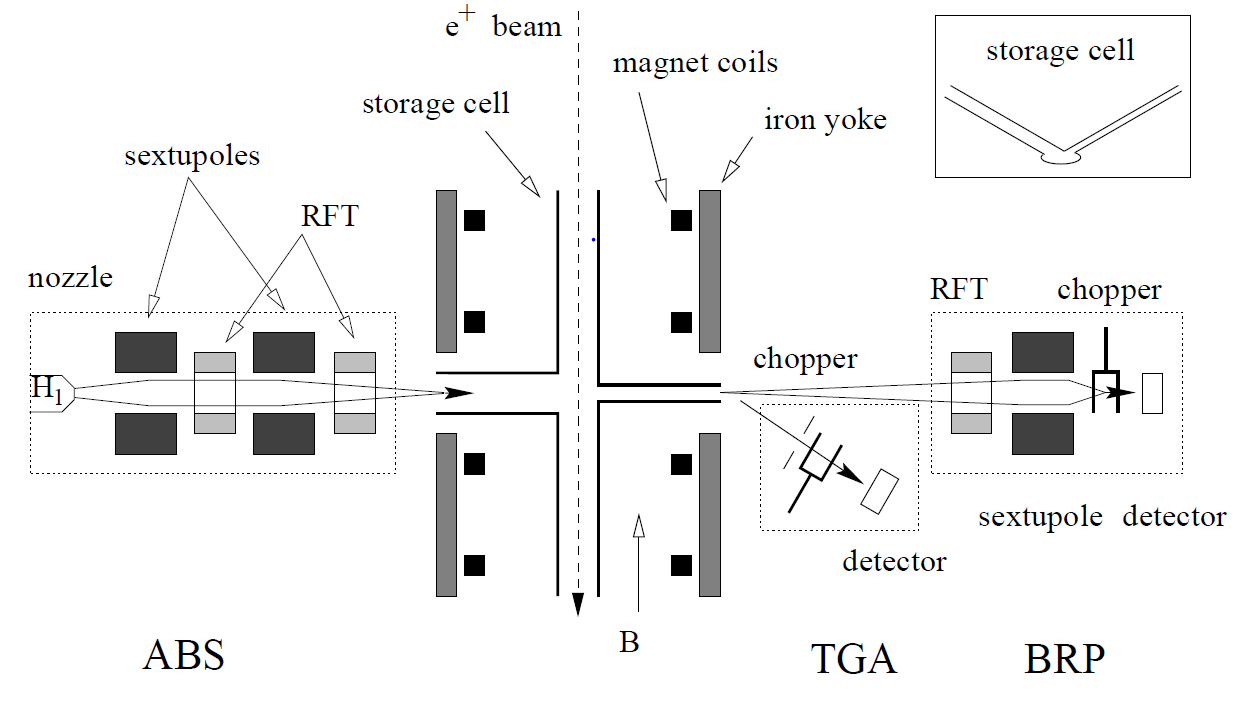 e+ beam
storage cell
magnet coils
storage cell
iron yoke
sextupoles
RFT
nozzle
RFT
chopper
chopper
H1
sextupole detector
detector
B
ABS
TGA
BRP